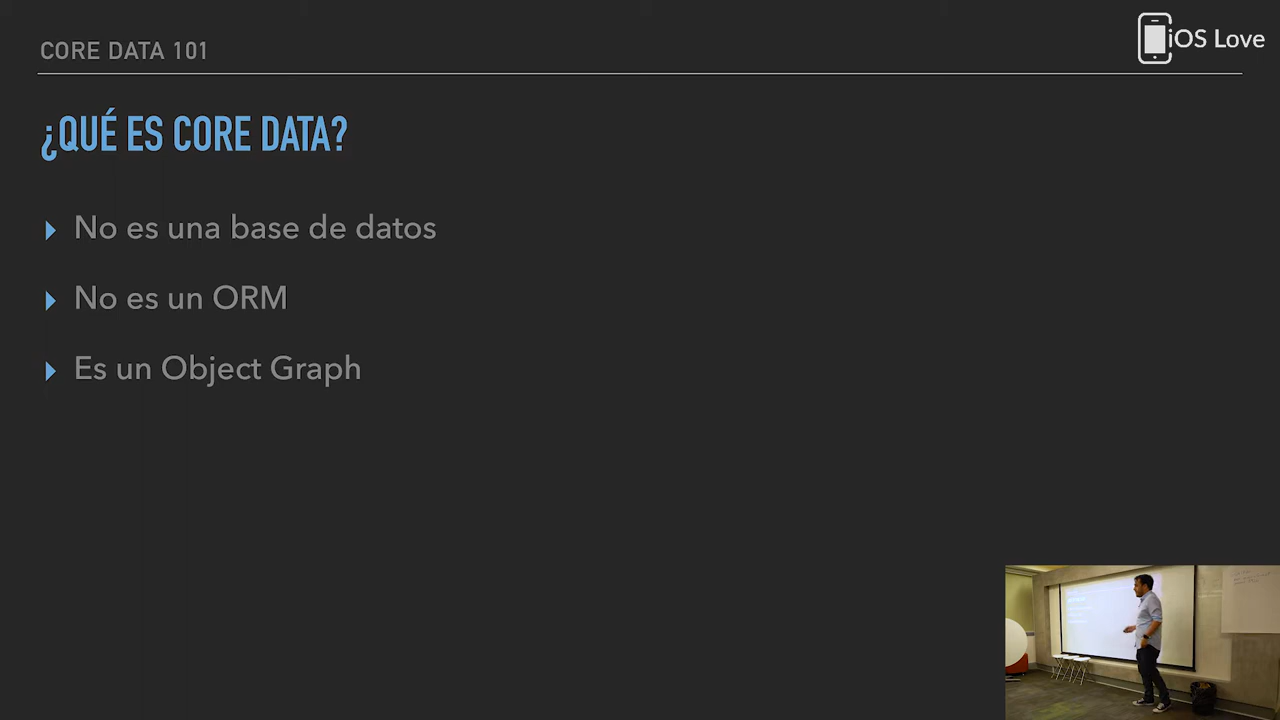 CORE DATA 101
iOS Love
¿QUÉ ES CORE DATA?
No es una base de datos
No es un ORM
Es un Object Graph